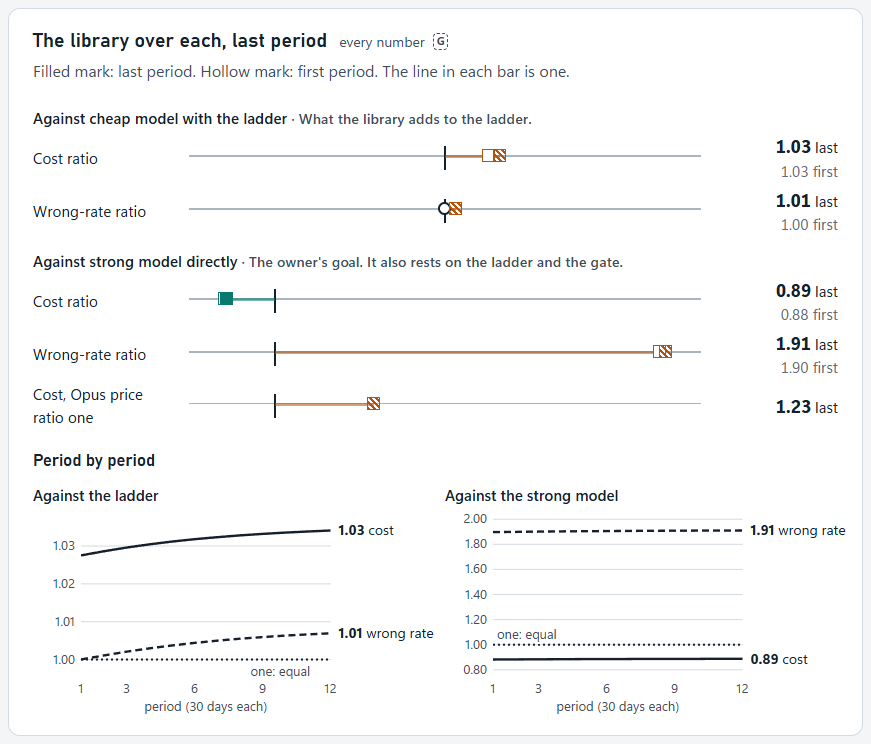 The library over each, last period every number G
Filled mark: last period. Hollow mark: first period. The line in each bar is one.
Against cheap model with the ladder · What the library adds to the ladder.
Cost ratio
1.03 last
1.03 first
Wrong-rate ratio
1.01 last
1.00 first
Against strong model directly · The owner's goal. It also rests on the ladder and the gate.
Cost ratio
0.89 last
0.88 first
Wrong-rate ratio
1.91 last
1.90 first
Cost, Opus price
ratio one
1.23 last
Period by period
Against the ladder
1.03 cost
1.03
1.02
1.01
1.01 wrong rate
1.00
one: equal
1 3 6 9 12
period (30 days each)
Against the strong model
2.00
1.91 wrong rate
1.80
1.60
1.40
1.20
one: equal
1.00
0.89 cost
0.80
1 3 6 9 12
period (30 days each)